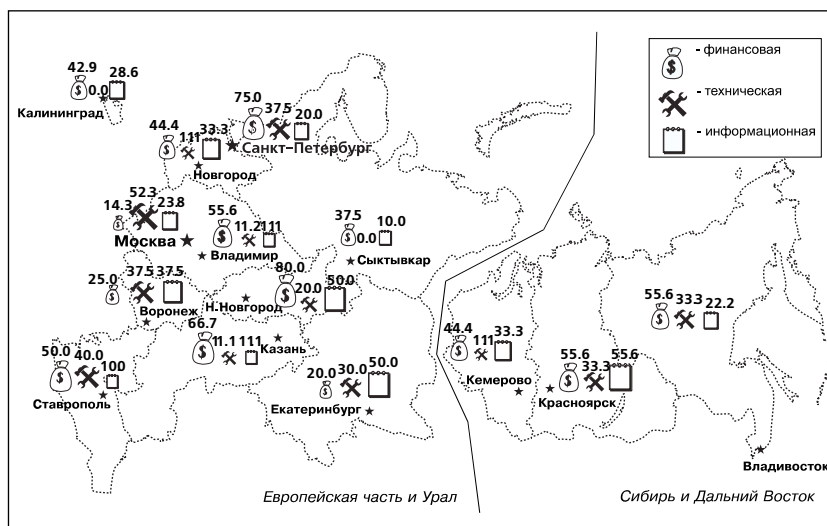 42.9
0.0
28.6
Калининград
75.0
37.5
20.0
Санкт-Петербург
44.4
11.1
33.3
Новгород
14.3
52.3
23.8
Москва
55.6
11.2
11.1
Владимир
37.5
0.0
10.0
Сыктывкар
25.0
37.5
37.5
Воронеж
80.0
20.0
50.0
Н.Новгород
66.7
11.1
11.1
Казань
50.0
40.0
10.0
Ставрополь
20.0
30.0
50.0
Екатеринбург
44.4
11.1
33.3
Кемерово
55.6
33.3
55.6
Красноярск
55.6
33.3
22.2
Владивосток
- финансовая
- техническая
- информационная
Европейская часть и Урал
Сибирь и Дальний Восток